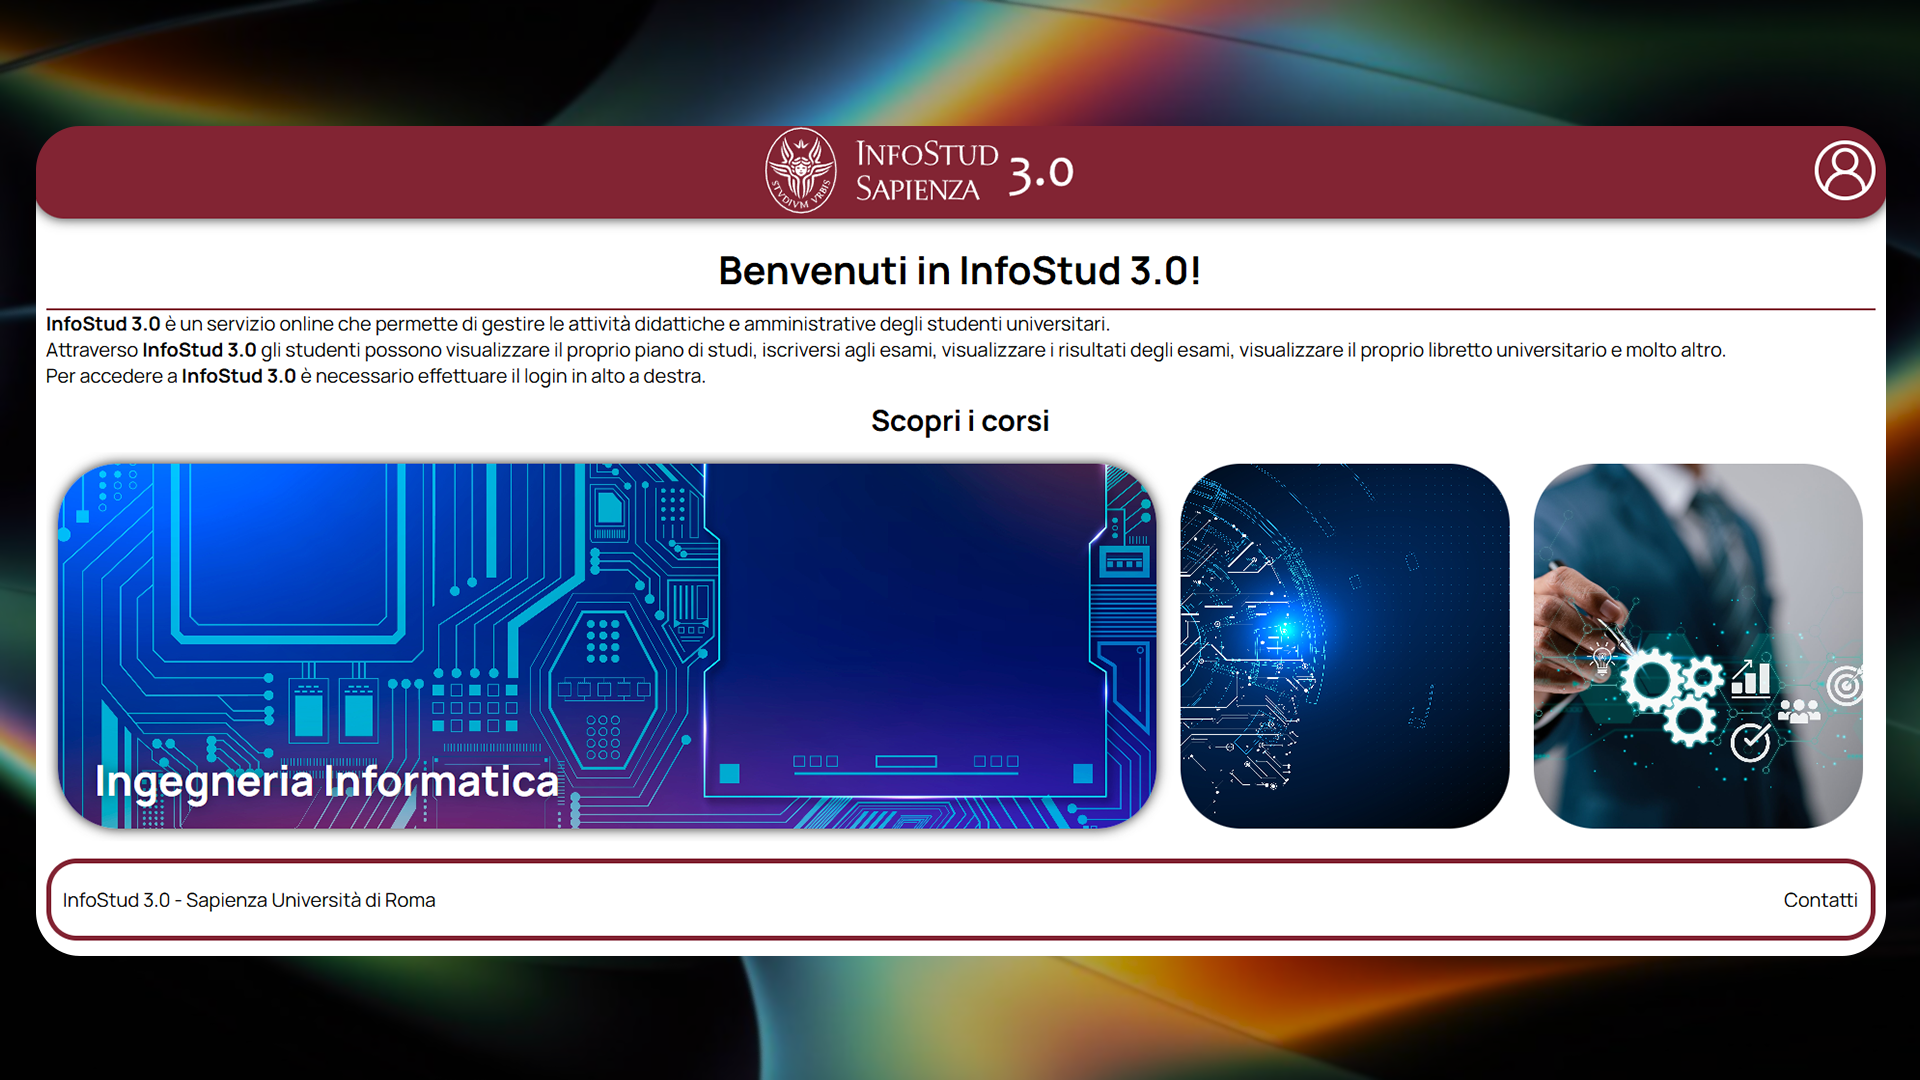 STVDIVM VRBIS
INFOSTUD
SAPIENZA
3.0
Benvenuti in InfoStud 3.0!
InfoStud 3.0 è un servizio online che permette di gestire le attività didattiche e amministrative degli studenti universitari.
Attraverso InfoStud 3.0 gli studenti possono visualizzare il proprio piano di studi, iscriversi agli esami, visualizzare i risultati degli esami, visualizzare il proprio libretto universitario e molto altro.
Per accedere a InfoStud 3.0 è necessario effettuare il login in alto a destra.
Scopri i corsi
Ingegneria Informatica
InfoStud 3.0 - Sapienza Università di Roma
Contatti